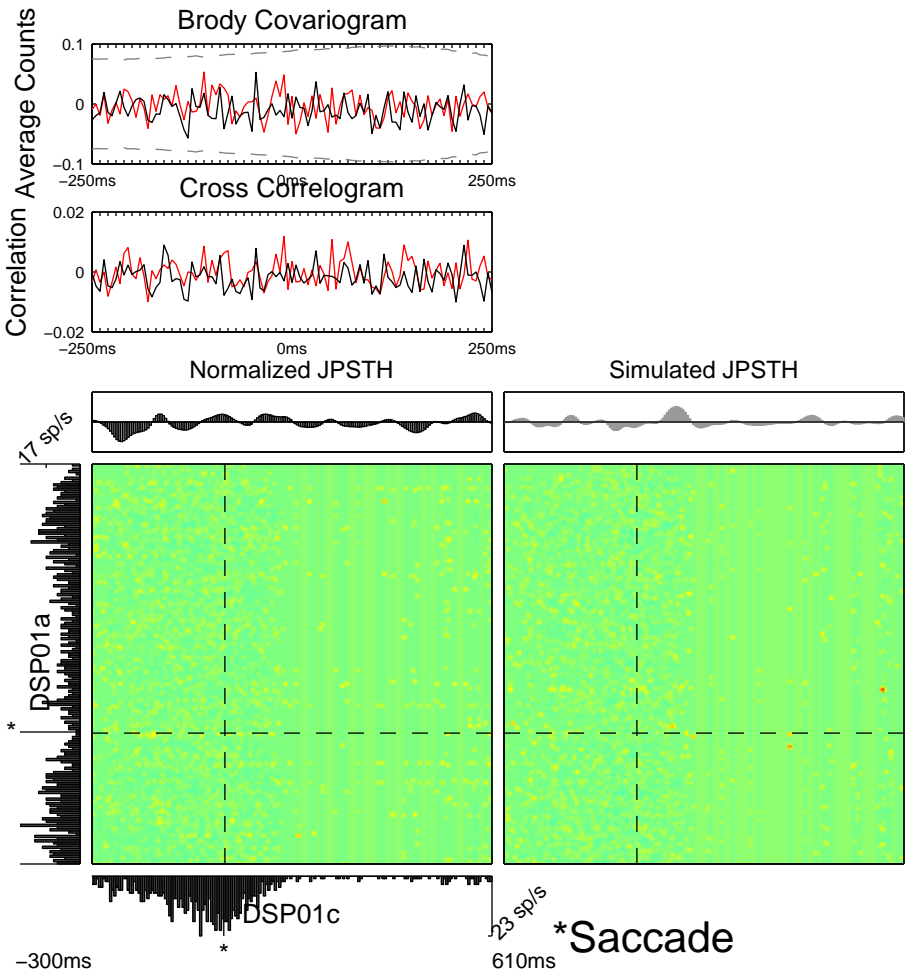 Brody Covariogram
Average Counts
0.1
0
−0.1
−250ms
0ms
250ms
Cross Correlogram
Correlation
0.02
0
−0.02
−250ms
0ms
250ms
Normalized JPSTH
Simulated JPSTH
17 sp/s
DSP01a
*
DSP01c
*
23 sp/s
*Saccade
−300ms
610ms